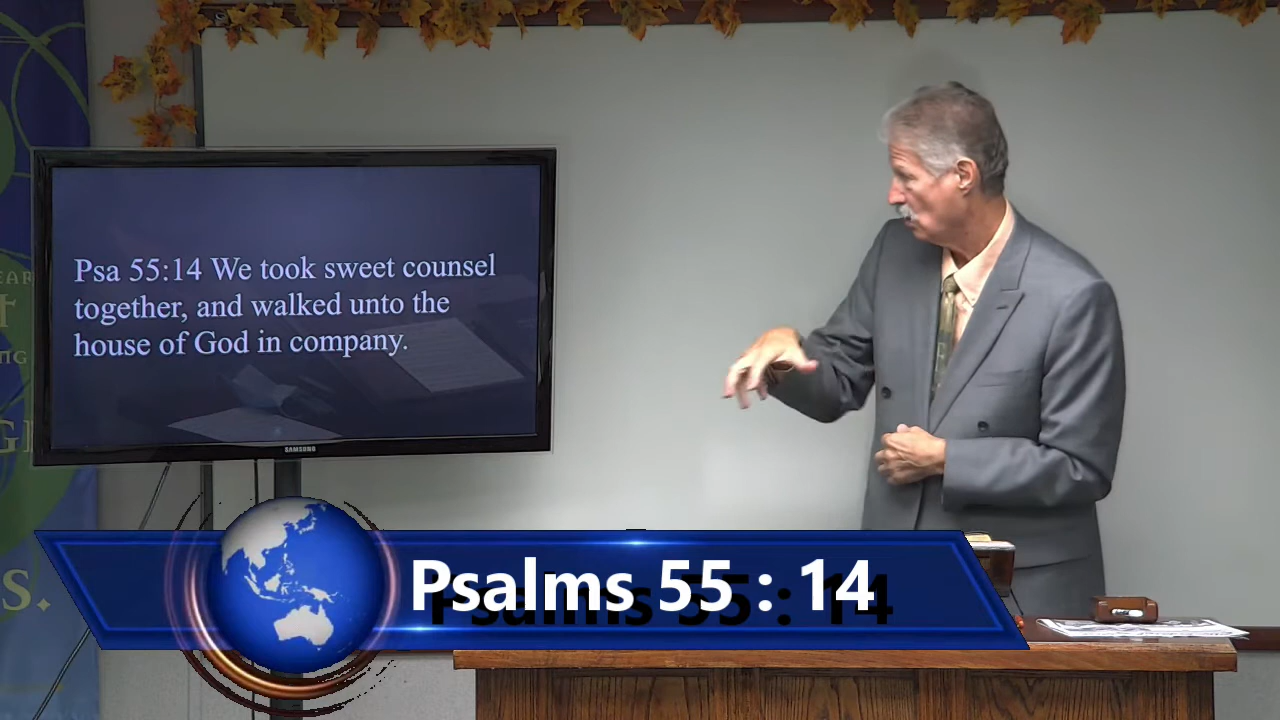 Psa 55:14 We took sweet counsel
together, and walked unto the
house of God in company.
SAMSUNG
Psalms 55 : 14